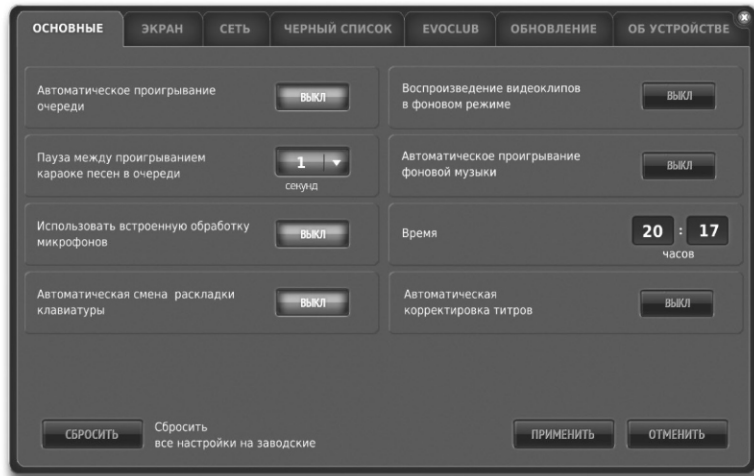 ОСНОВНЫЕ ЭКРАН СЕТЬ ЧЕРНЫЙ СПИСОК EVOCLUB ОБНОВЛЕНИЕ ОБ УСТРОЙСТВЕ
Автоматическое проигрывание
очереди
ВЫКЛ
Воспроизведение видеоклипов
в фоновом режиме
ВЫКЛ
Пауза между проигрыванием
караоке песен в очереди
1
секунд
Автоматическое проигрывание
фоновой музыки
ВЫКЛ
Использовать встроенную обработку
микрофонов
ВЫКЛ
Время
20 : 17
часов
Автоматическая смена раскладки
клавиатуры
ВЫКЛ
Автоматическая
корректировка титров
ВЫКЛ
СБРОСИТЬ
Сбросить
все настройки на заводские
ПРИМЕНИТЬ ОТМЕНИТЬ